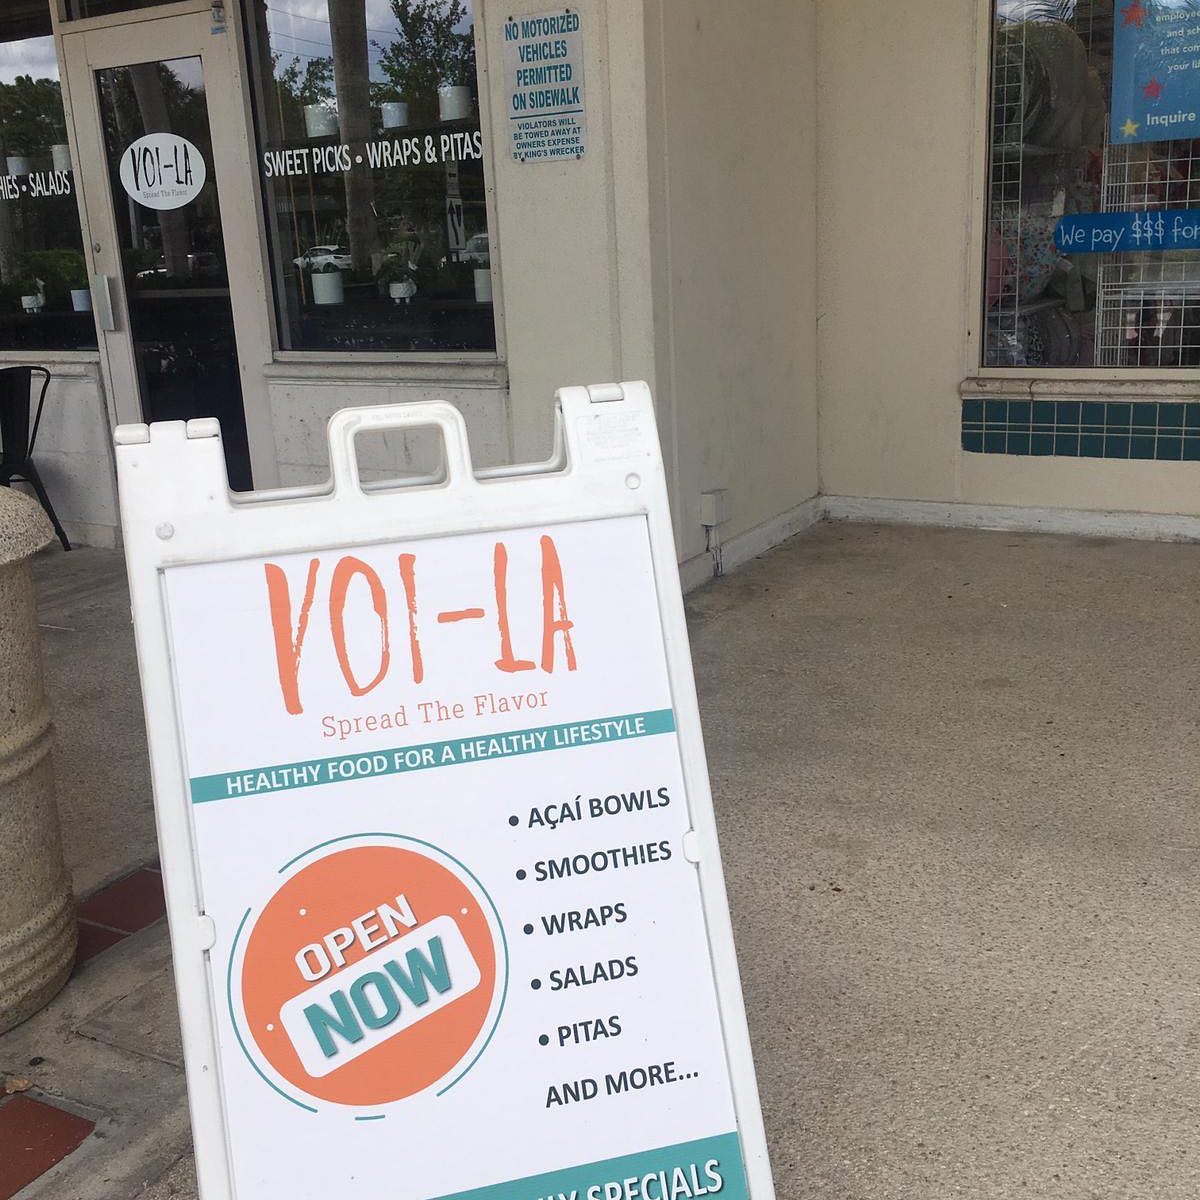 NO MOTORIZED
VEHICLES
PERMITTED
ON SIDEWALK
VIOLATORS WILL
BE TOWED AWAY AT
OWNERS EXPENSE
BY KING'S WRECKER
and
your
Inquire
We pay $$$ for
VOI-LA
Spread The Flavor
SWEET PICKS • WRAPS & PITAS
• SALADS
VOI-LA
Spread The Flavor
HEALTHY FOOD FOR A HEALTHY LIFESTYLE
• AÇAÍ BOWLS
• SMOOTHIES
• WRAPS
• SALADS
• PITAS
AND MORE...
OPEN
NOW
SPECIALS